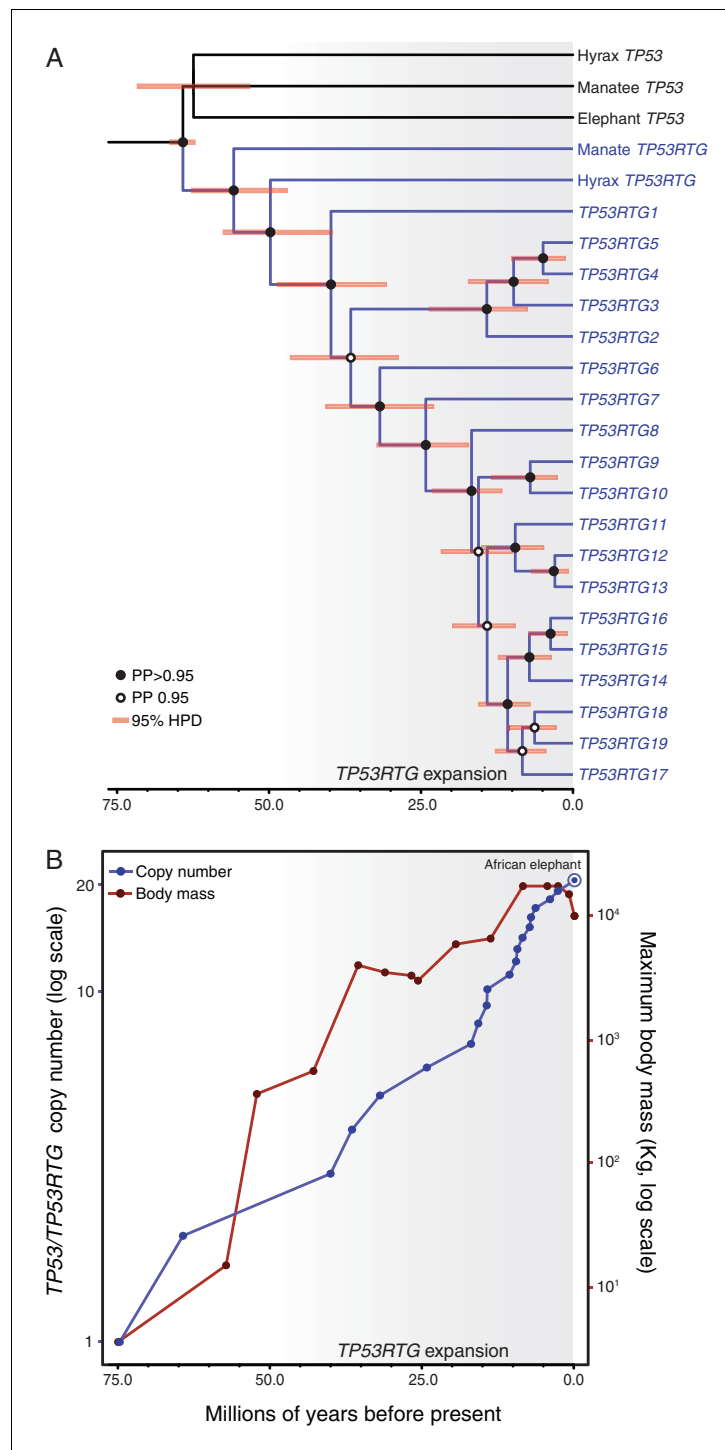 A
Hyrax TP53
Manatee TP53
Elephant TP53
Manate TP53RTG
Hyrax TP53RTG
TP53RTG1
TP53RTG5
TP53RTG4
TP53RTG3
TP53RTG2
TP53RTG6
TP53RTG7
TP53RTG8
TP53RTG9
TP53RTG10
TP53RTG11
TP53RTG12
TP53RTG13
TP53RTG16
TP53RTG15
TP53RTG14
TP53RTG18
TP53RTG19
TP53RTG17
PP>0.95
PP 0.95
95% HPD
TP53RTG expansion
75.0 50.0 25.0 0.0
B
Copy number
Body mass
African elephant
20
10
1
TP53/TP53RTG copy number (log scale)
10⁴
10³
10²
10¹
Maximum body mass (Kg, log scale)
TP53RTG expansion
75.0 50.0 25.0 0.0
Millions of years before present